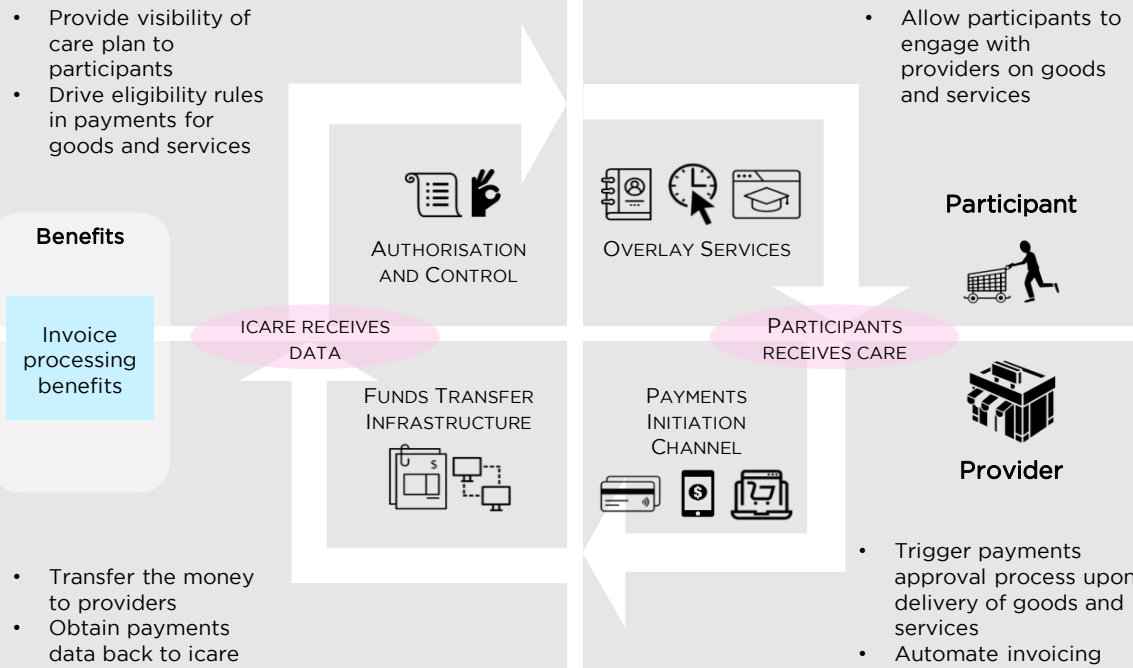 • Provide visibility of
care plan to
participants
• Drive eligibility rules
in payments for
goods and services
• Allow participants to
engage with
providers on goods
and services
AUTHORISATION
AND CONTROL
OVERLAY SERVICES
Participant
Benefits
Invoice
processing
benefits
ICARE RECEIVES
DATA
PARTICIPANTS
RECEIVES CARE
FUNDS TRANSFER
INFRASTRUCTURE
$
PAYMENTS
INITIATION
CHANNEL
$
Provider
• Transfer the money
to providers
• Obtain payments
data back to icare
• Trigger payments
approval process upon
delivery of goods and
services
• Automate invoicing